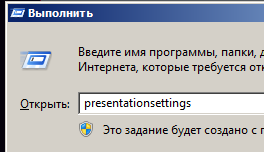 Выполнить
Введите имя программы, папки,
Интернета, которые требуется
Открыть: presentationsettings
Это задание будет создано с